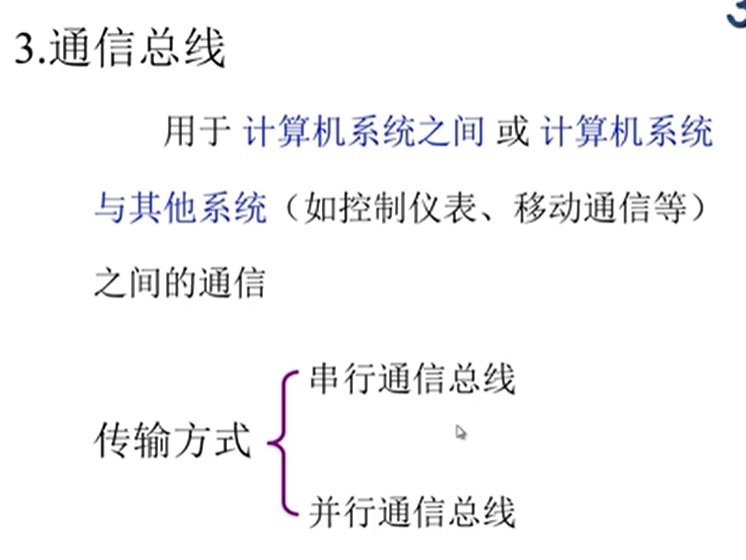 3.通信总线
用于 计算机系统之间 或 计算机系统
与其他系统（如控制仪表、移动通信等）
之间的通信
串行通信总线
传输方式
并行通信总线